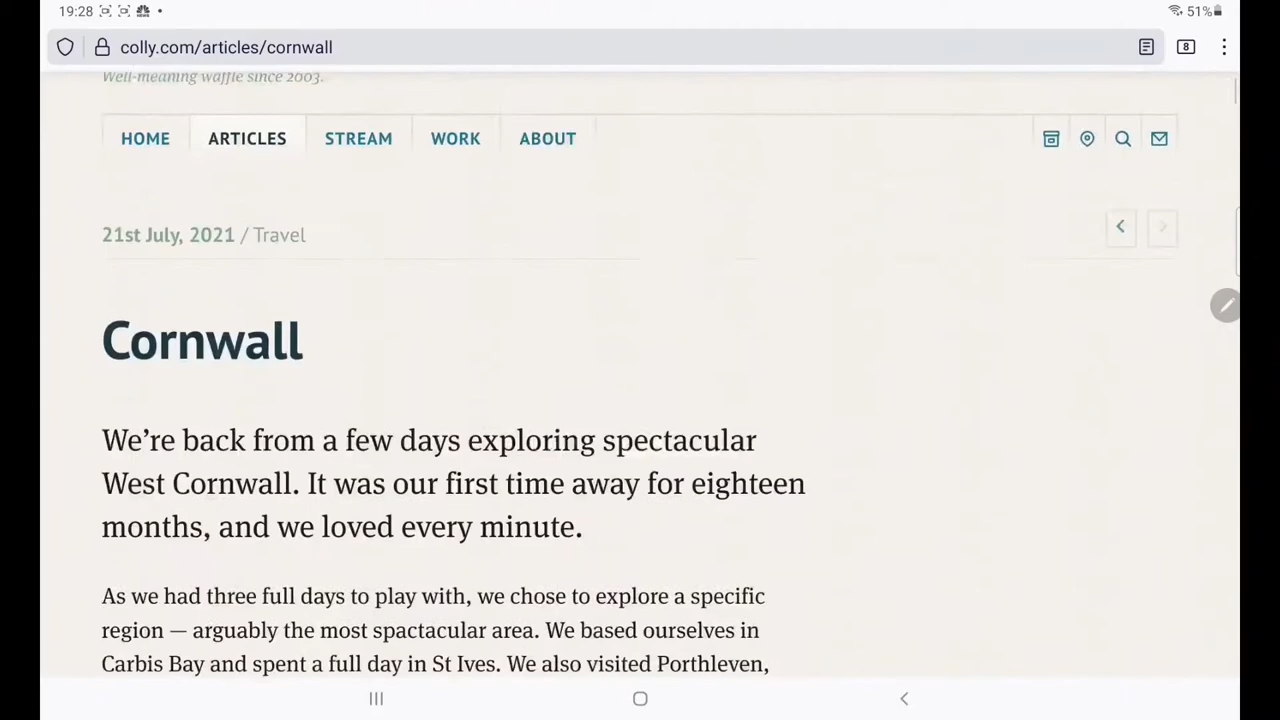 19:28
51%
colly.com/articles/cornwall
8
Well-meaning waffle since 2003.
HOME ARTICLES STREAM WORK ABOUT
21st July, 2021 / Travel
Cornwall
We’re back from a few days exploring spectacular
West Cornwall. It was our first time away for eighteen
months, and we loved every minute.
As we had three full days to play with, we chose to explore a specific
region — arguably the most spactacular area. We based ourselves in
Carbis Bay and spent a full day in St Ives. We also visited Porthleven,